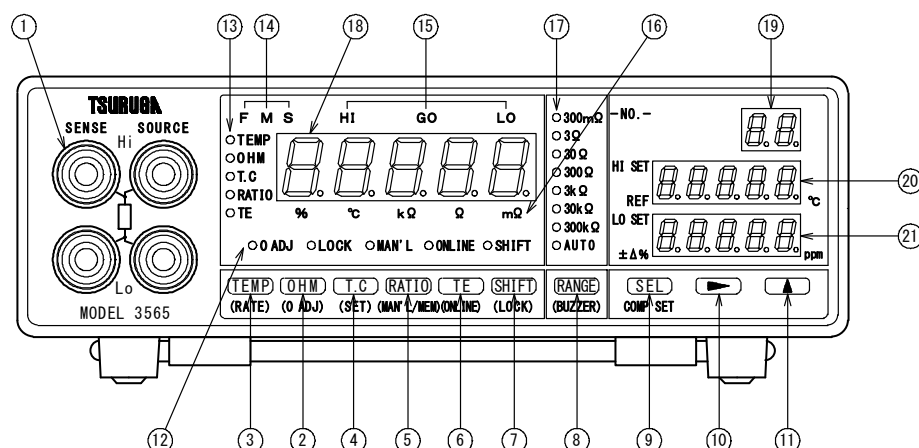 1 13 14 18 15 17 16 19
TSURUGA
SENSE SOURCE
Hi
Lo
MODEL 3565
F M S HI GO LO
TEMP
OHM
T.C
RATIO
TE
% ℃ kΩ Ω mΩ
0 ADJ LOCK MAN'L ONLINE SHIFT
300mΩ
3Ω
30Ω
300Ω
3kΩ
30kΩ
300kΩ
AUTO
-NO.-
HI SET
REF ℃
LO SET
±Δ% ppm
20
21
TEMP OHM T.C RATIO TE SHIFT RANGE SEL
(RATE) (0 ADJ) (SET) (MAN'L/MEM) (ONLINE) (LOCK) (BUZZER) COMP SET
12 3 2 4 5 6 7 8 9 10 11